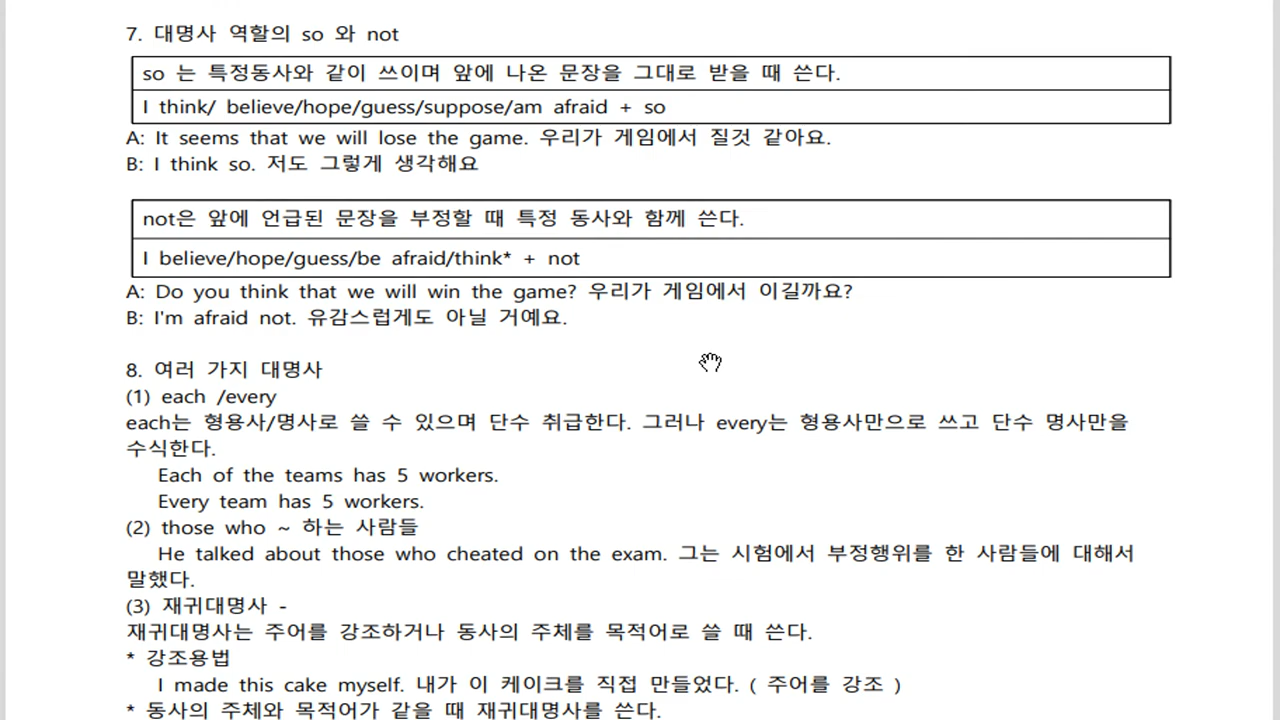 7. 대명사 역할의 so 와 not
so 는 특정동사와 같이 쓰이며 앞에 나온 문장을 그대로 받을 때 쓴다.
I think/ believe/hope/guess/suppose/am afraid + so
A: It seems that we will lose the game. 우리가 게임에서 질것 같아요.
B: I think so. 저도 그렇게 생각해요
not은 앞에 언급된 문장을 부정할 때 특정 동사와 함께 쓴다.
I believe/hope/guess/be afraid/think* + not
A: Do you think that we will win the game? 우리가 게임에서 이길까요?
B: I'm afraid not. 유감스럽게도 아닐 거예요.
8. 여러 가지 대명사
(1) each /every
each는 형용사/명사로 쓸 수 있으며 단수 취급한다. 그러나 every는 형용사만으로 쓰고 단수 명사만을
수식한다.
Each of the teams has 5 workers.
Every team has 5 workers.
(2) those who ~ 하는 사람들
He talked about those who cheated on the exam. 그는 시험에서 부정행위를 한 사람들에 대해서
말했다.
(3) 재귀대명사 -
재귀대명사는 주어를 강조하거나 동사의 주체를 목적어로 쓸 때 쓴다.
* 강조용법
I made this cake myself. 내가 이 케이크를 직접 만들었다. ( 주어를 강조 )
* 동사의 주체와 목적어가 같을 때 재귀대명사를 쓴다.